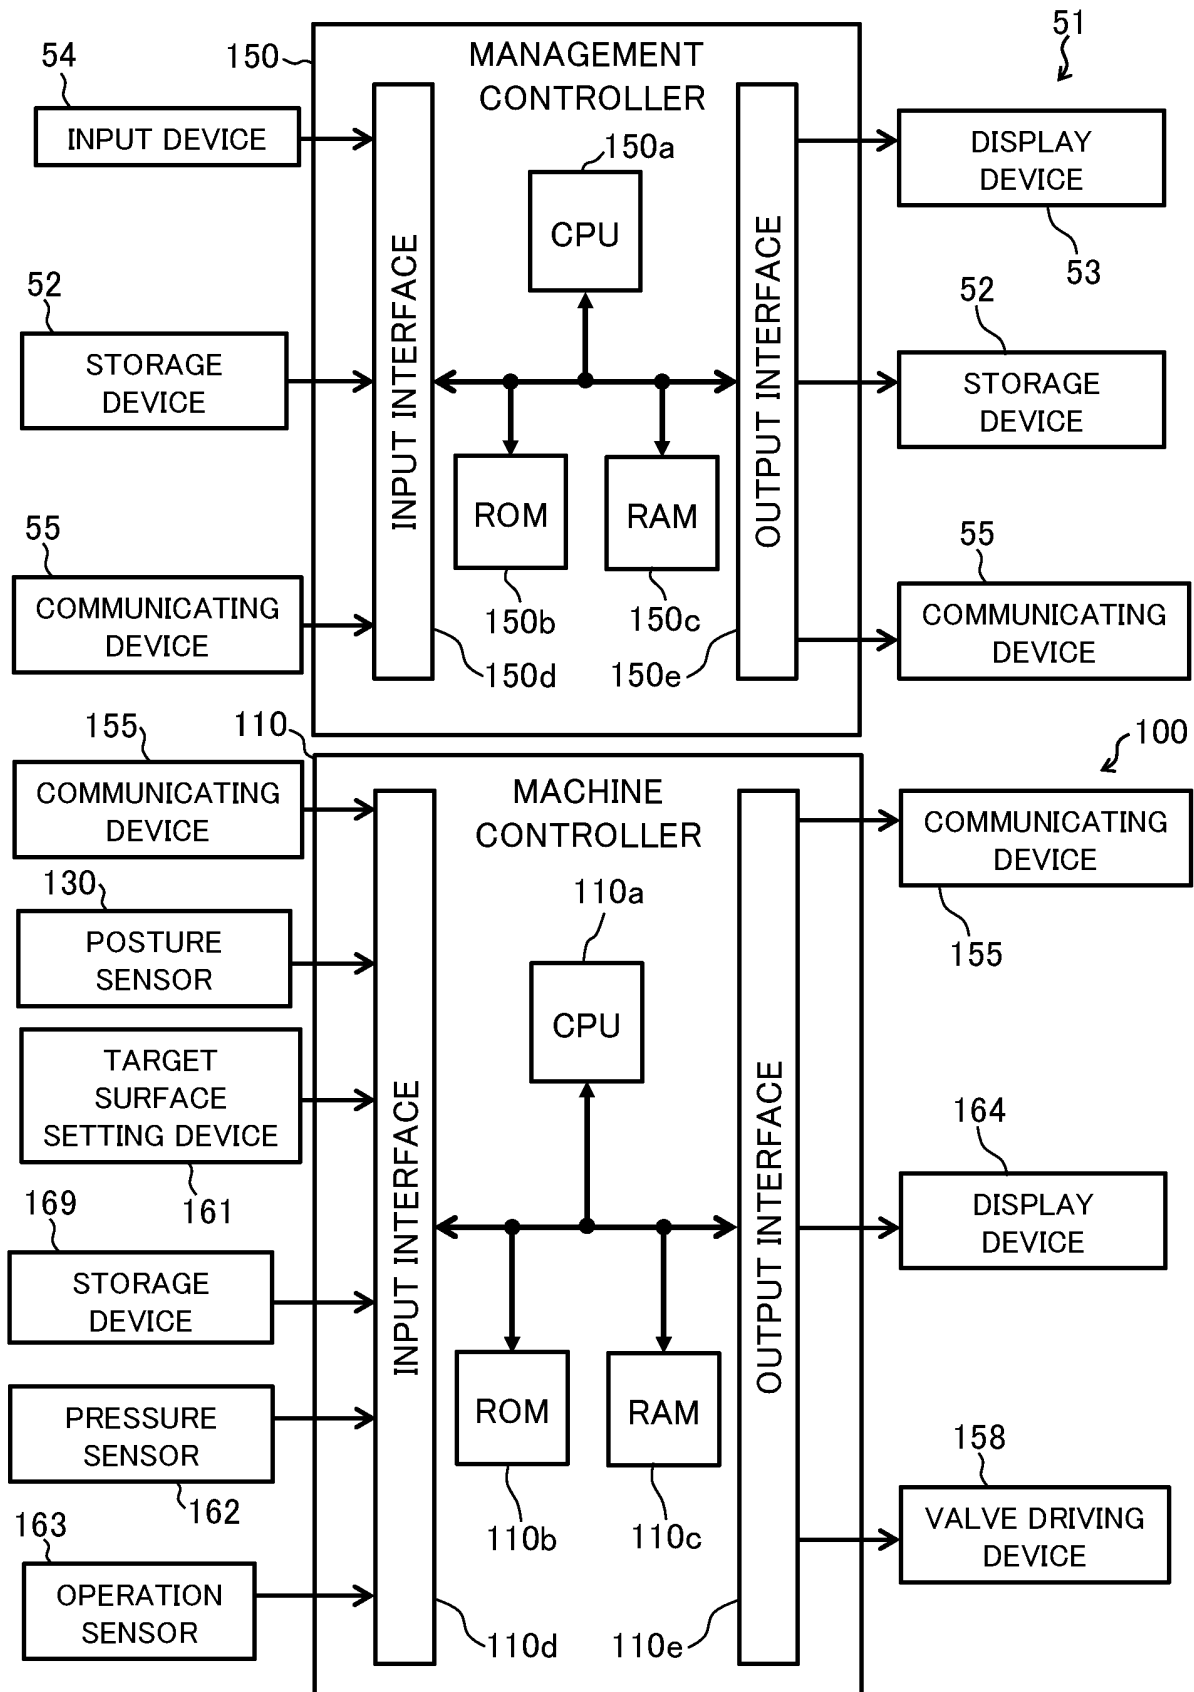 51
54
150
MANAGEMENT
CONTROLLER
INPUT DEVICE
150a
DISPLAY
DEVICE
CPU
53
INPUT INTERFACE
OUTPUT INTERFACE
52
52
STORAGE
DEVICE
STORAGE
DEVICE
ROM
RAM
55
55
COMMUNICATING
DEVICE
150b
150c
COMMUNICATING
DEVICE
150d
150e
155
110
100
COMMUNICATING
DEVICE
MACHINE
CONTROLLER
COMMUNICATING
DEVICE
130
110a
155
POSTURE
SENSOR
CPU
TARGET
SURFACE
SETTING DEVICE
161
INPUT INTERFACE
OUTPUT INTERFACE
164
DISPLAY
DEVICE
169
STORAGE
DEVICE
ROM
RAM
PRESSURE
SENSOR
162
158
110b
110c
VALVE DRIVING
DEVICE
163
OPERATION
SENSOR
110d
110e